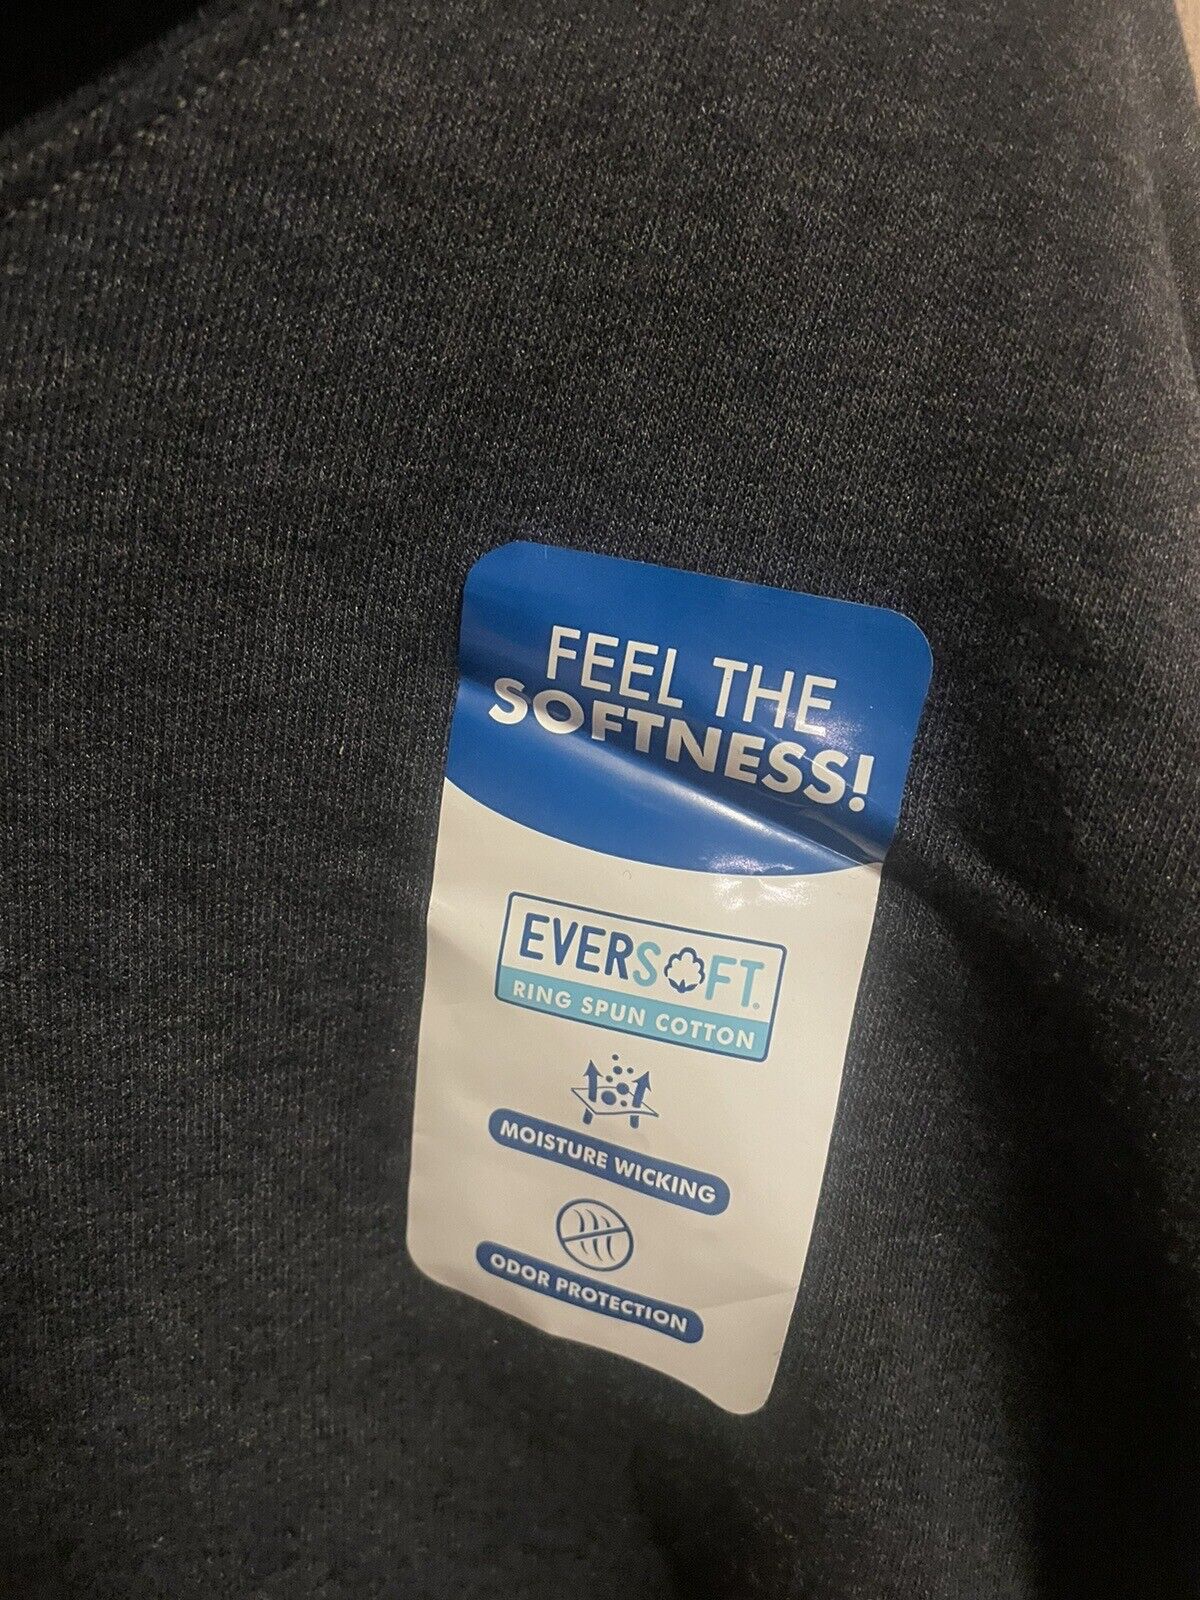 FEEL THE
SOFTNESS!
EVERSOFT®
RING SPUN COTTON
MOISTURE WICKING
ODOR PROTECTION